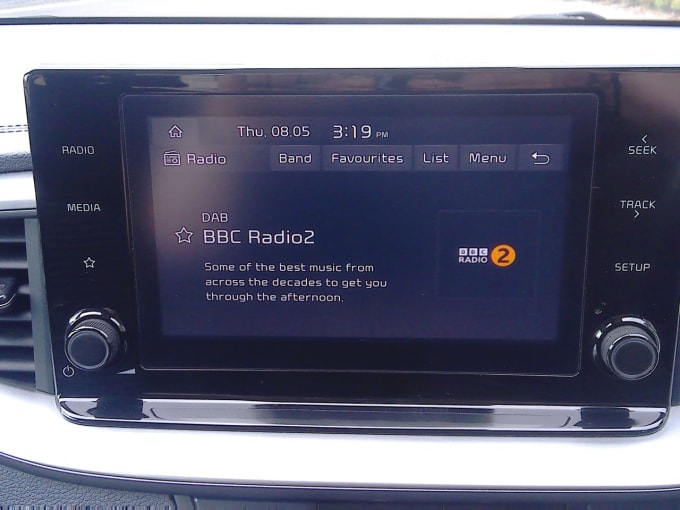 Thu, 08.05 3:19 PM
RADIO
Radio Band Favourites List Menu
SEEK
MEDIA
TRACK
DAB
BBC Radio2
BBC
RADIO 2
SETUP
Some of the best music from
across the decades to get you
through the afternoon.